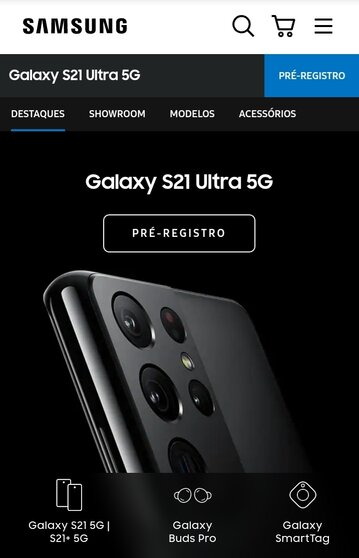 SAMSUNG
Galaxy S21 Ultra 5G
PRÉ-REGISTRO
DESTAQUES SHOWROOM MODELOS ACESSÓRIOS
Galaxy S21 Ultra 5G
PRÉ-REGISTRO
Galaxy S21 5G |
S21+ 5G
Galaxy
Buds Pro
Galaxy
SmartTag